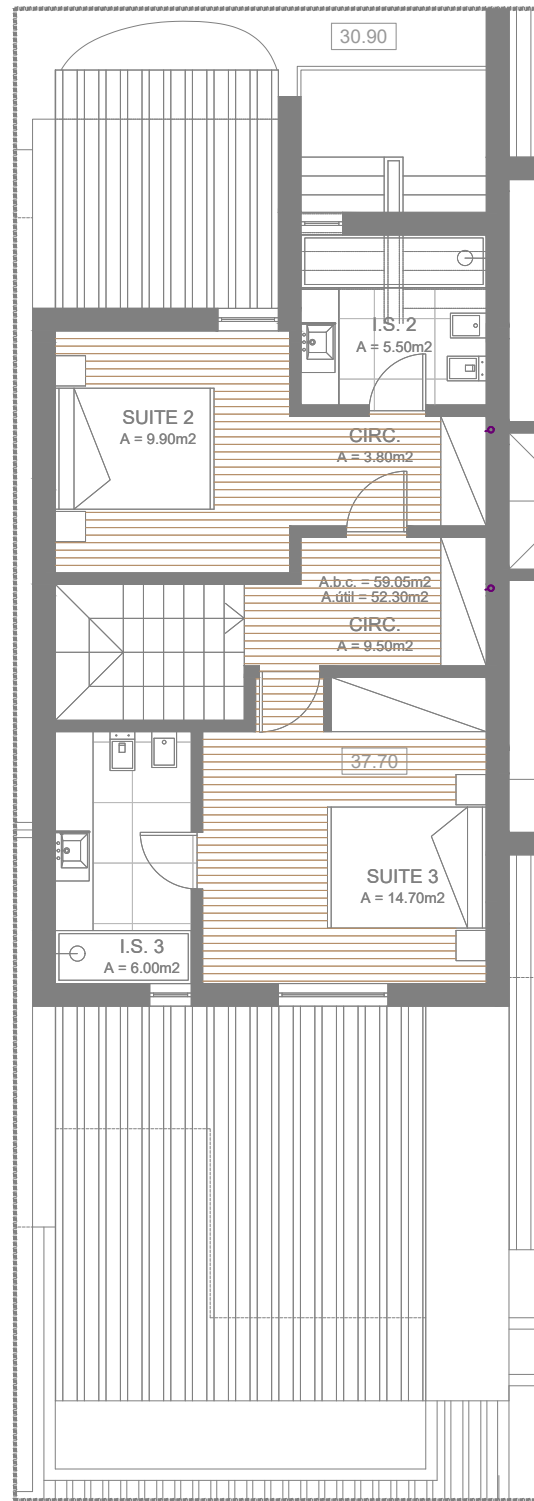 30.90
I.S. 2
A = 5.50m2
SUITE 2
A = 9.90m2
CIRC.
A = 3.80m2
A.b.c. = 59.05m2
A.útil = 52.30m2
CIRC.
A = 9.50m2
37.70
SUITE 3
A = 14.70m2
I.S. 3
A = 6.00m2